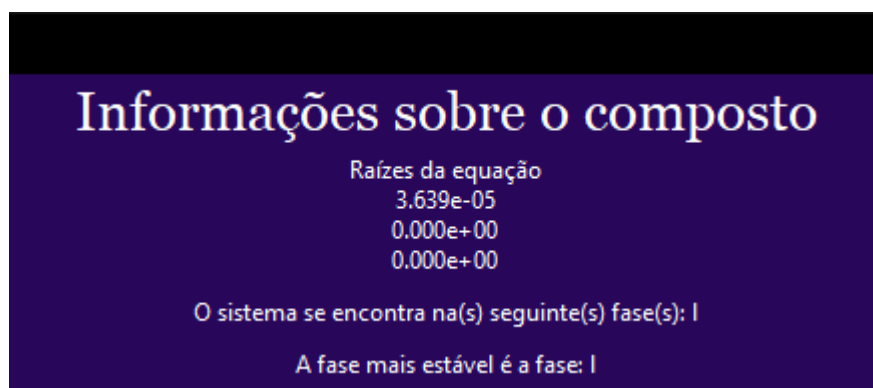 Informações sobre o composto
Raízes da equação
3.639e-05
0.000e+00
0.000e+00
O sistema se encontra na(s) seguinte(s) fase(s): l
A fase mais estável é a fase: l